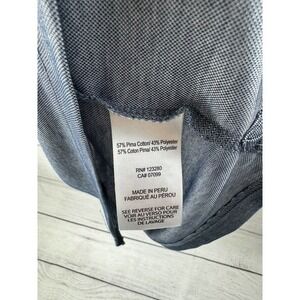 57% Pima Cotton/ 43% Polyester
57% Coton Pima/ 43% Polyester
RN# 123280
CA# 07099
MADE IN PERU
FABRIQUÉ AU PÉROU
SEE REVERSE FOR CARE
VOIR AU VERSO POUR
LES INSTRUCTIONS
DE LAVAGE